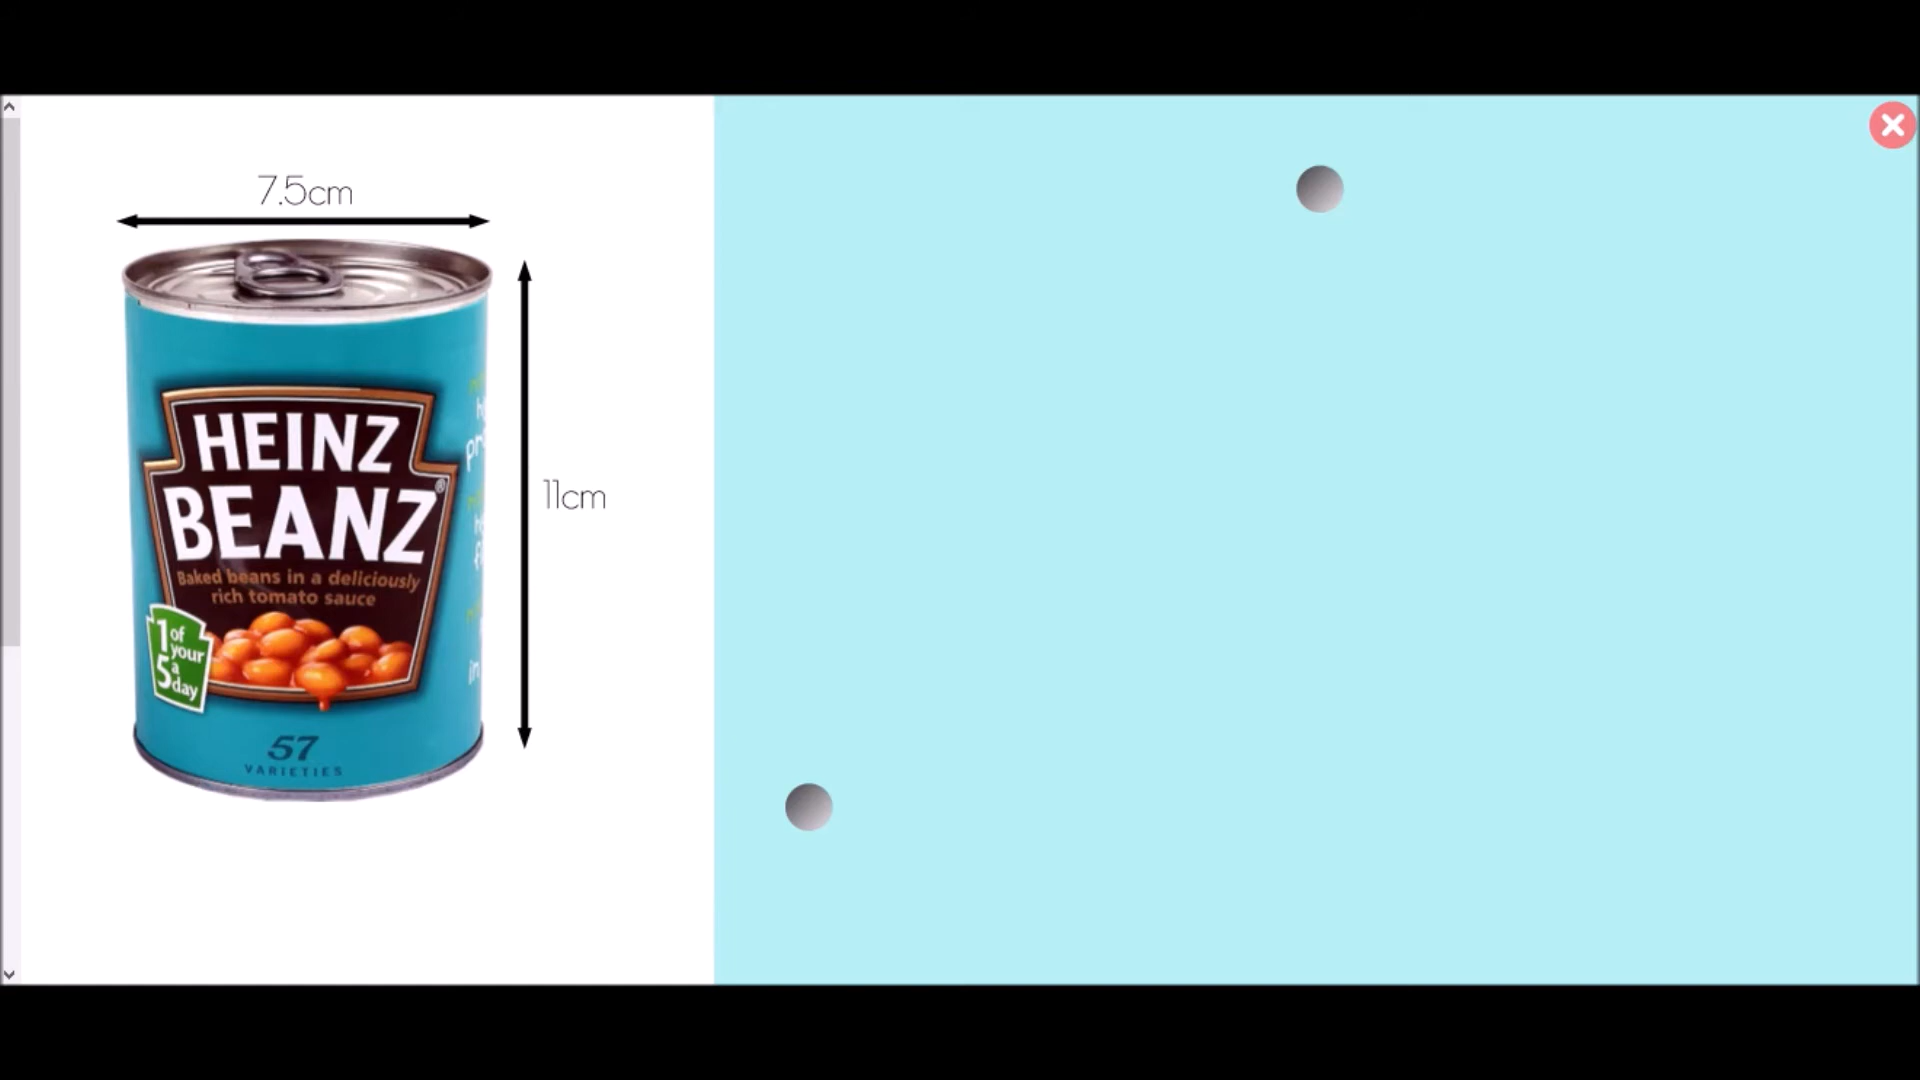 7.5cm
11cm
HEINZ
BEANZ®
Baked beans in a deliciously
rich tomato sauce
1 of
your
5 a
day
57
VARIETIES